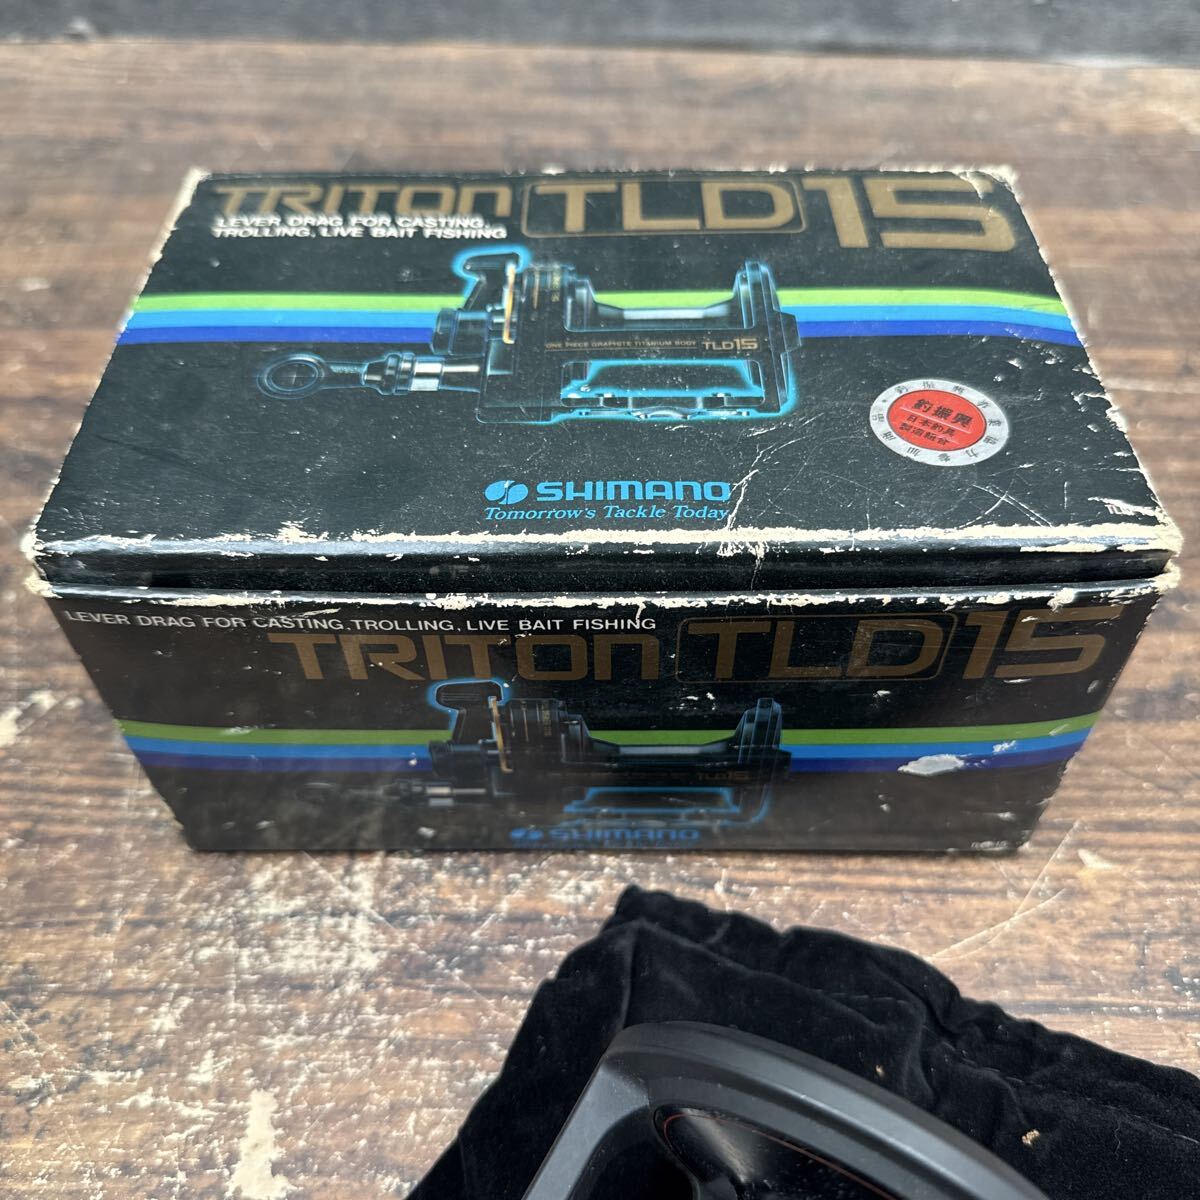 TRITON TLD15
LEVER DRAG FOR CASTING,
TROLLING, LIVE BAIT FISHING
ONE PIECE GRAPHITE TITANIUM BODY TLD15
釣振興
日本釣具
製造組合
SHIMANO
Tomorrow's Tackle Today
LEVER DRAG FOR CASTING, TROLLING, LIVE BAIT FISHING
TRITON TLD15
TLD15
SHIMANO